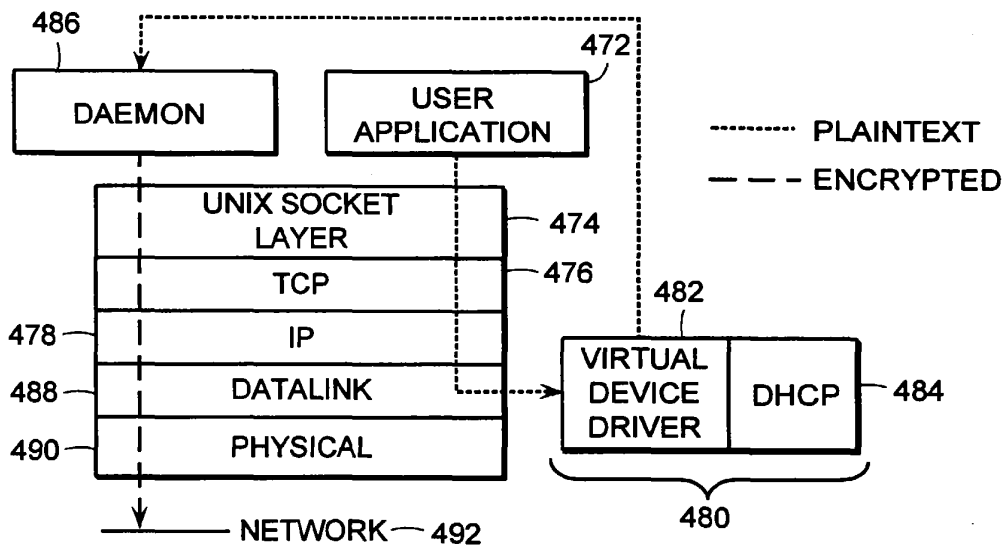 486
472
DAEMON
USER
APPLICATION
PLAINTEXT
ENCRYPTED
UNIX SOCKET
LAYER
474
TCP
476
482
478
IP
488
DATALINK
VIRTUAL
DEVICE
DRIVER
DHCP
484
490
PHYSICAL
480
NETWORK
492